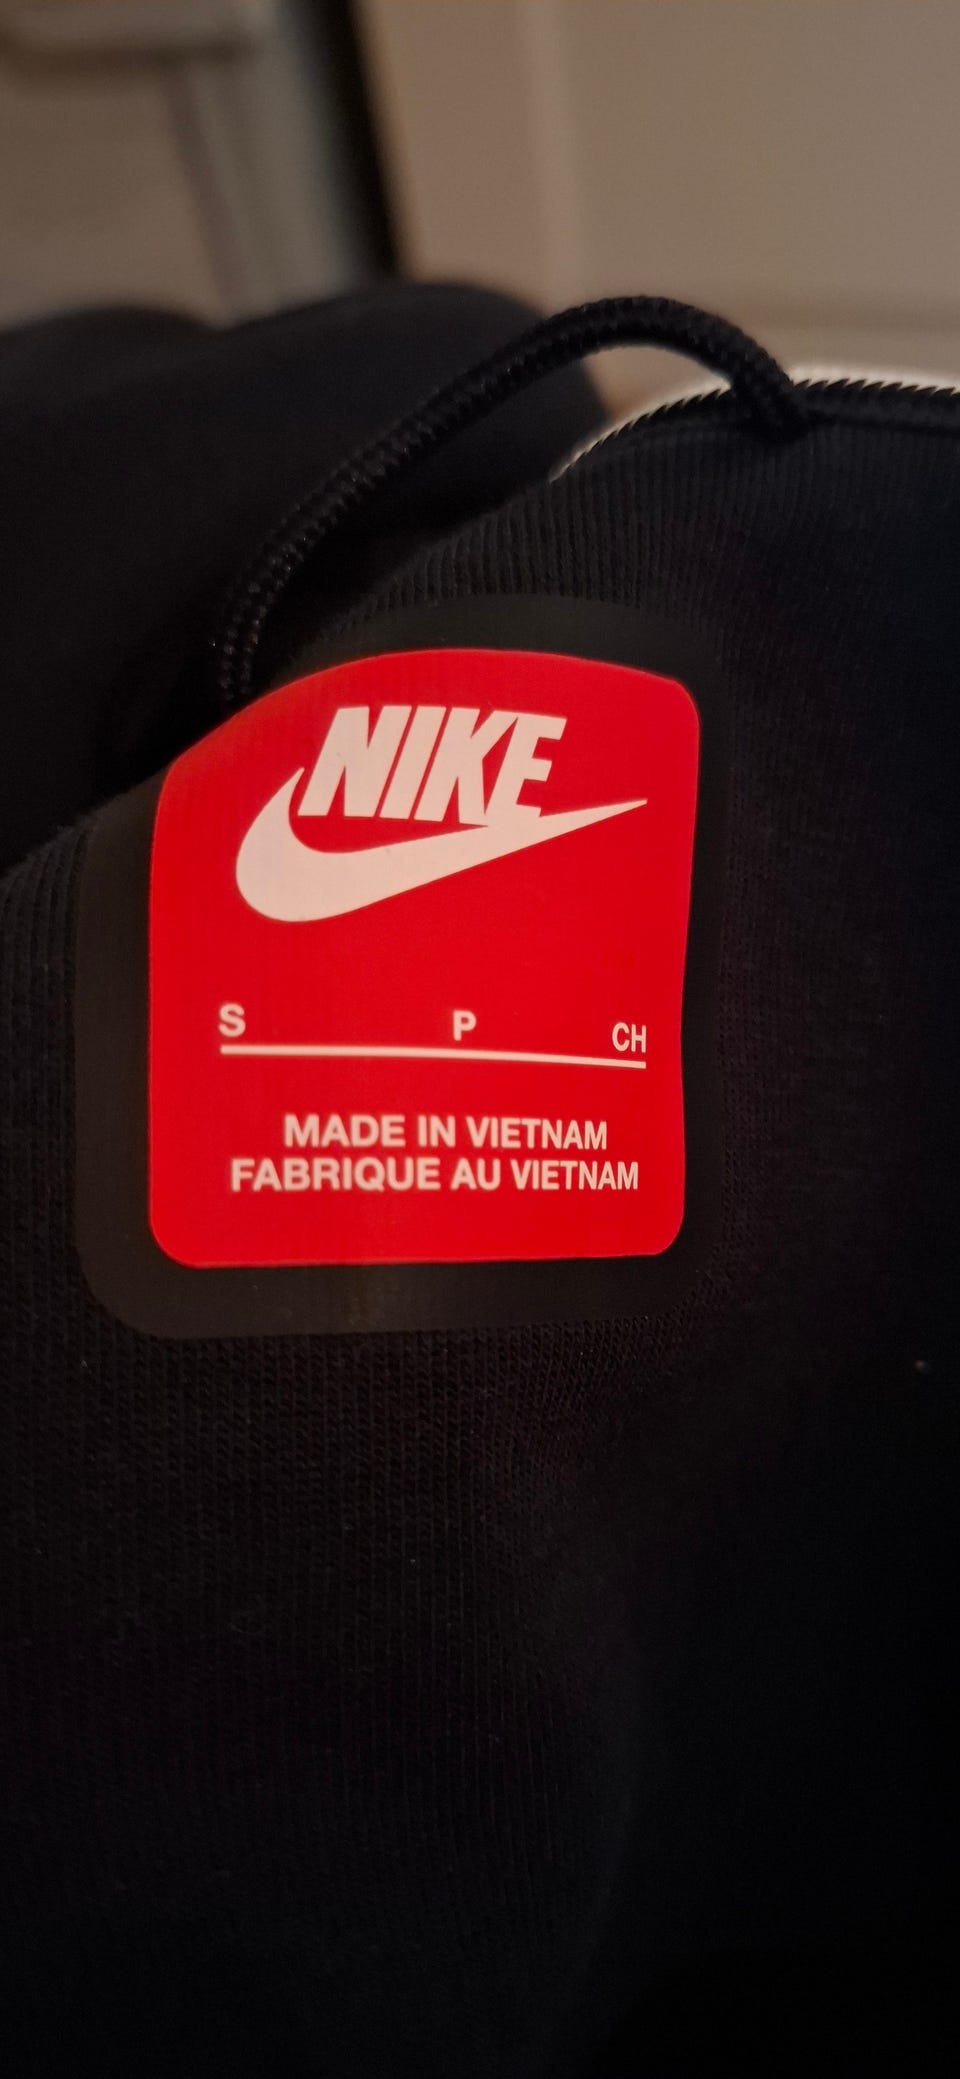 NIKE
S P CH
MADE IN VIETNAM
FABRIQUE AU VIETNAM